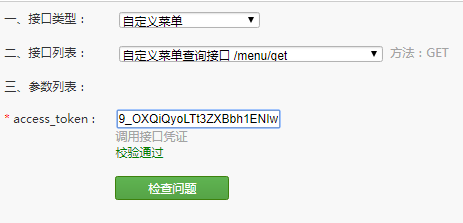 一、接口类型： 自定义菜单
二、接口列表： 自定义菜单查询接口 /menu/get 方法：GET
三、参数列表：
* access_token： 9_OXQiQyoLTt3ZXBbh1ENIw
调用接口凭证
校验通过
检查问题